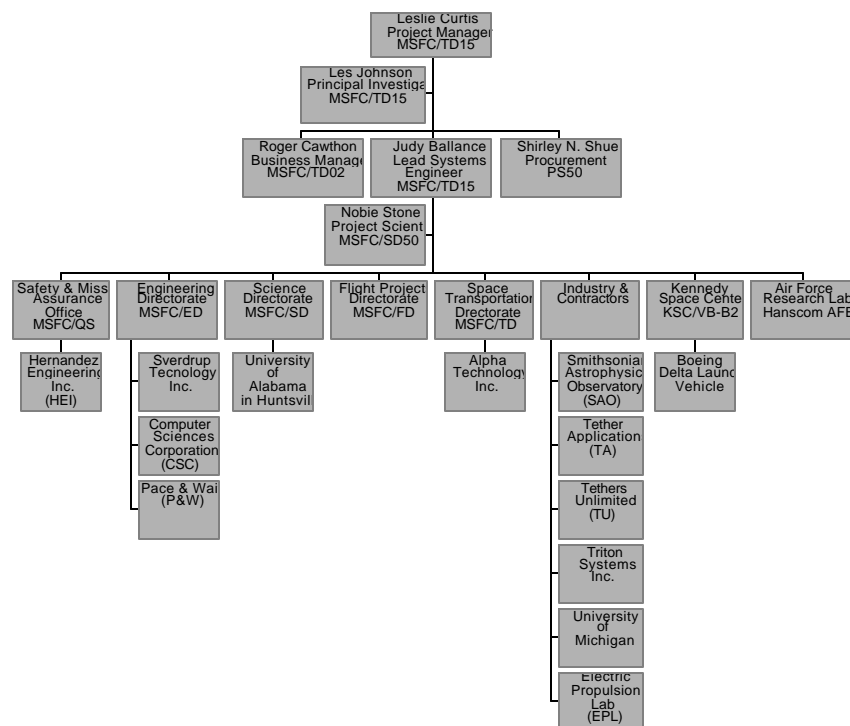 Leslie Curtis
Project Manager
MSFC/TD15
Les Johnson
Principal Investiga
MSFC/TD15
Roger Cawthon
Business Manage
MSFC/TD02
Judy Ballance
Lead Systems
Engineer
MSFC/TD15
Shirley N. Shue
Procurement
PS50
Nobie Stone
Project Scient
MSFC/SD50
Safety & Miss
Assurance
Office
MSFC/QS
Engineering
Directorate
MSFC/ED
Science
Directorate
MSFC/SD
Flight Project
Directorate
MSFC/FD
Space
Transportation
Drectorate
MSFC/TD
Industry &
Contractors
Kennedy
Space Cente
KSC/VB-B2
Air Force
Research Lab
Hanscom AFB
Hernandez
Engineering
Inc.
(HEI)
Sverdrup
Tecnology
Inc.
Computer
Sciences
Corporation
(CSC)
Pace & Wai
(P&W)
University
of
Alabama
in Huntsvil
Alpha
Technology
Inc.
Smithsonia
Astrophysic
Observatory
(SAO)
Tether
Application
(TA)
Tethers
Unlimited
(TU)
Triton
Systems
Inc.
University
of
Michigan
Electric
Propulsion
Lab
(EPL)
Boeing
Delta Launc
Vehicle